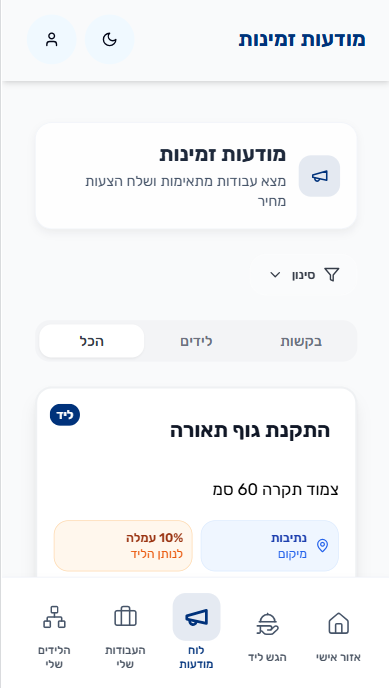 מודעות זמינות
מודעות זמינות
מצא עבודות מתאימות ושלח הצעות
מחיר
סינון
בקשות
לידים
הכל
ליד
התקנת גוף תאורה
צמוד תקרה 60 סמ
נתיבות
מיקום
10% עמלה
לנותן הליד
אזור אישי
הגש ליד
לוח
מודעות
העבודות
שלי
הלידים
שלי